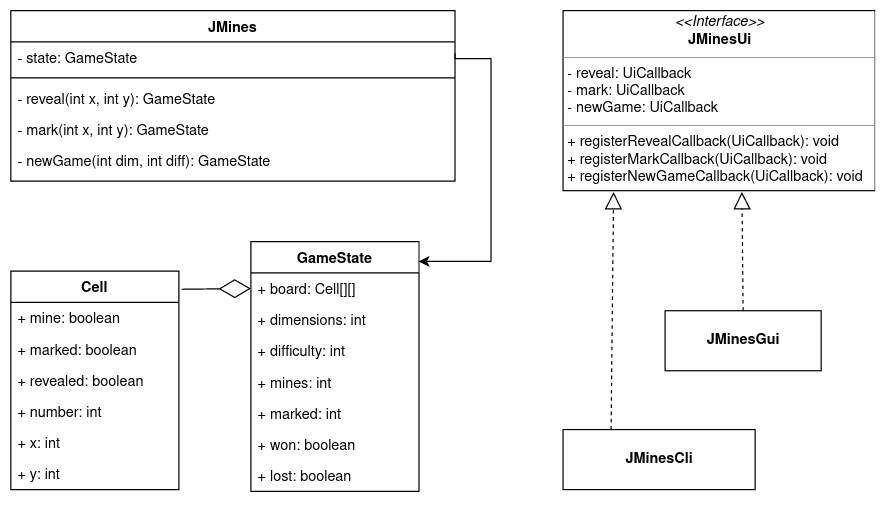 JMines
- state: GameState
- reveal(int x, int y): GameState
- mark(int x, int y): GameState
- newGame(int dim, int diff): GameState
<<Interface>>
JMinesUi
- reveal: UiCallback
- mark: UiCallback
- newGame: UiCallback
+ registerRevealCallback(UiCallback): void
+ registerMarkCallback(UiCallback): void
+ registerNewGameCallback(UiCallback): void
Cell
+ mine: boolean
+ marked: boolean
+ revealed: boolean
+ number: int
+ x: int
+ y: int
GameState
+ board: Cell[][]
+ dimensions: int
+ difficulty: int
+ mines: int
+ marked: int
+ won: boolean
+ lost: boolean
JMinesGui
JMinesCli